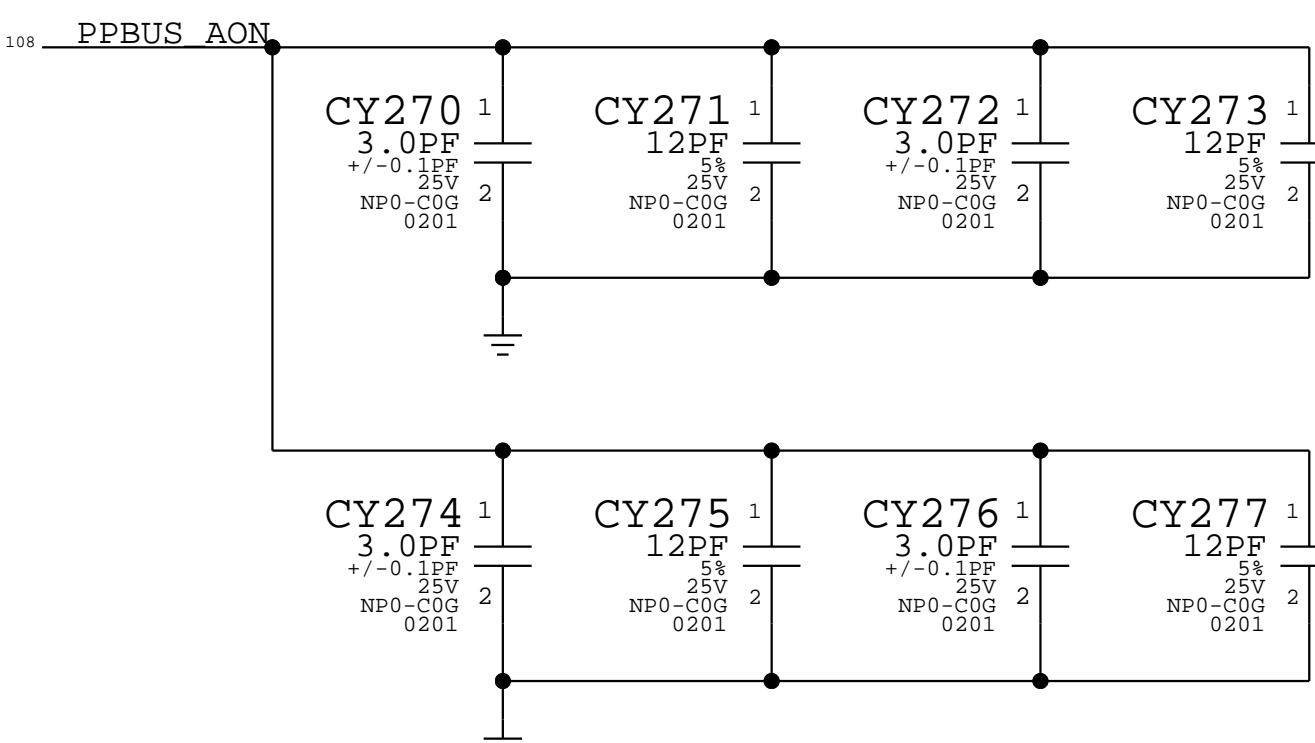 108 PPBUS_AON
CY270 1
3.0PF
+/-0.1PF
25V
NP0-C0G 2
0201
CY271 1
12PF
5%
25V
NP0-C0G 2
0201
CY272 1
3.0PF
+/-0.1PF
25V
NP0-C0G 2
0201
CY273 1
12PF
5%
25V
NP0-C0G 2
0201
CY274 1
3.0PF
+/-0.1PF
25V
NP0-C0G 2
0201
CY275 1
12PF
5%
25V
NP0-C0G 2
0201
CY276 1
3.0PF
+/-0.1PF
25V
NP0-C0G 2
0201
CY277 1
12PF
5%
25V
NP0-C0G 2
0201